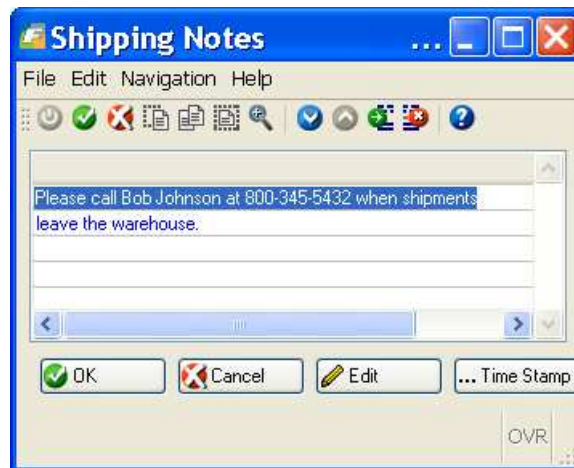 Shipping Notes ...
File Edit Navigation Help
Please call Bob Johnson at 800-345-5432 when shipments
leave the warehouse.
OK Cancel Edit ... Time Stamp
OVR